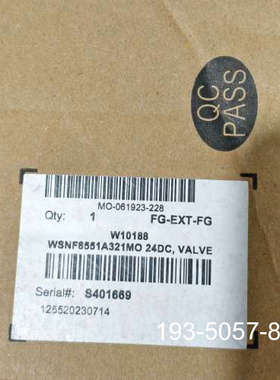 QC
PASS
MO-061923-228
Qty: 1 FG-EXT-FG
W10188
WSNF8551A321MO 24DC, VALVE
Serial#: S401669
125520230714
193-5057-8